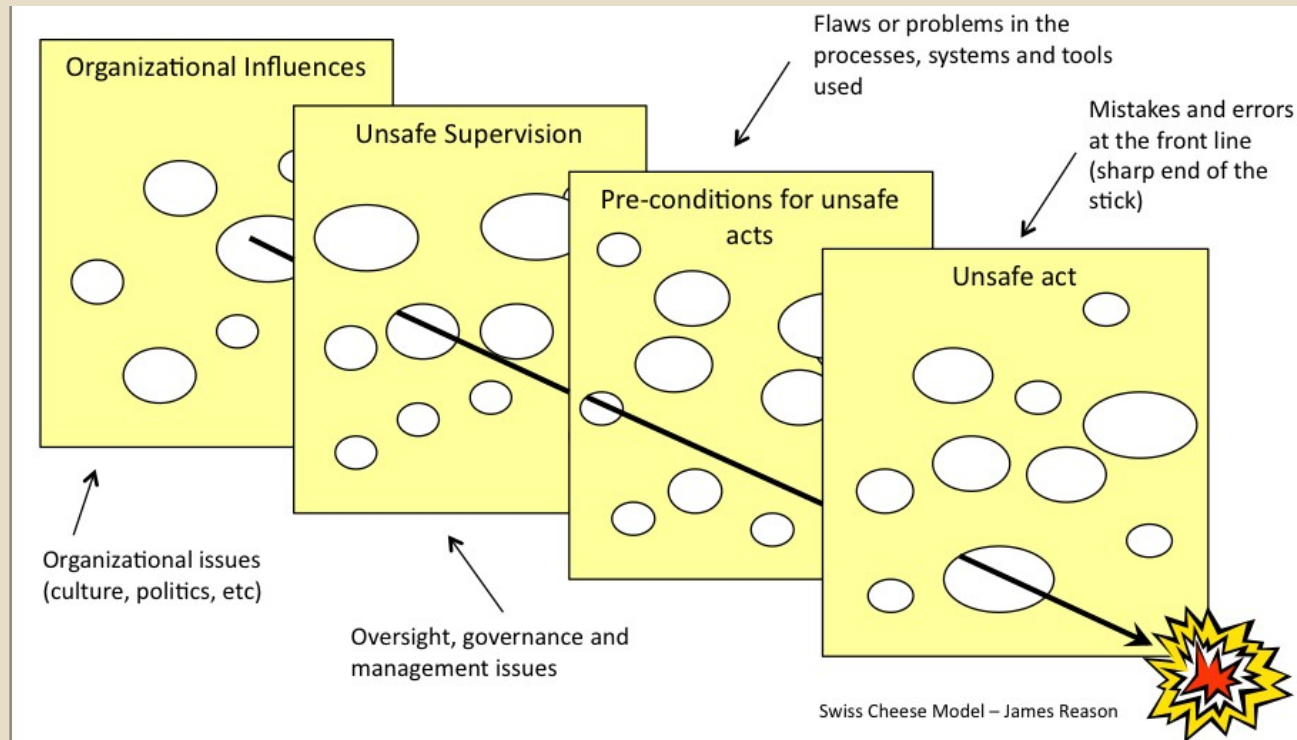 Organizational Influences
Unsafe Supervision
Pre-conditions for unsafe
acts
Unsafe act
Flaws or problems in the
processes, systems and tools
used
Mistakes and errors
at the front line
(sharp end of the
stick)
Organizational issues
(culture, politics, etc)
Oversight, governance and
management issues
Swiss Cheese Model – James Reason